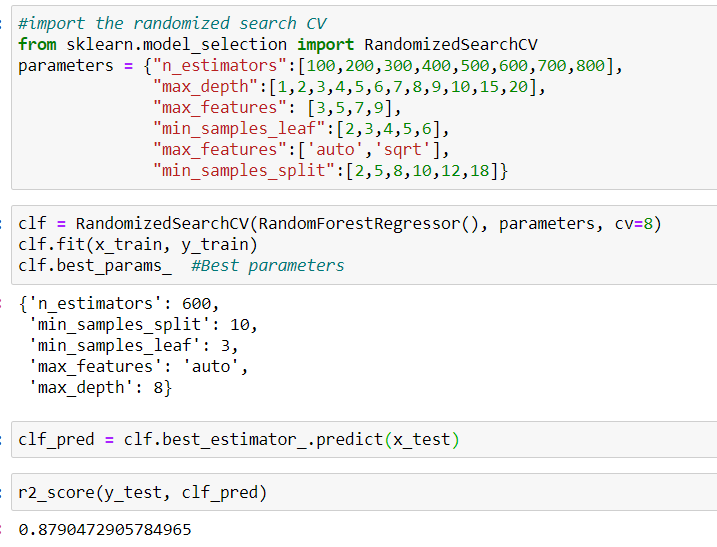 #import the randomized search CV
from sklearn.model_selection import RandomizedSearchCV
parameters = {"n_estimators":[100,200,300,400,500,600,700,800],
"max_depth":[1,2,3,4,5,6,7,8,9,10,15,20],
"max_features": [3,5,7,9],
"min_samples_leaf":[2,3,4,5,6],
"max_features":['auto','sqrt'],
"min_samples_split":[2,5,8,10,12,18]}
clf = RandomizedSearchCV(RandomForestRegressor(), parameters, cv=8)
clf.fit(x_train, y_train)
clf.best_params_  #Best parameters
{'n_estimators': 600,
'min_samples_split': 10,
'min_samples_leaf': 3,
'max_features': 'auto',
'max_depth': 8}
clf_pred = clf.best_estimator_.predict(x_test)
r2_score(y_test, clf_pred)
0.8790472905784965